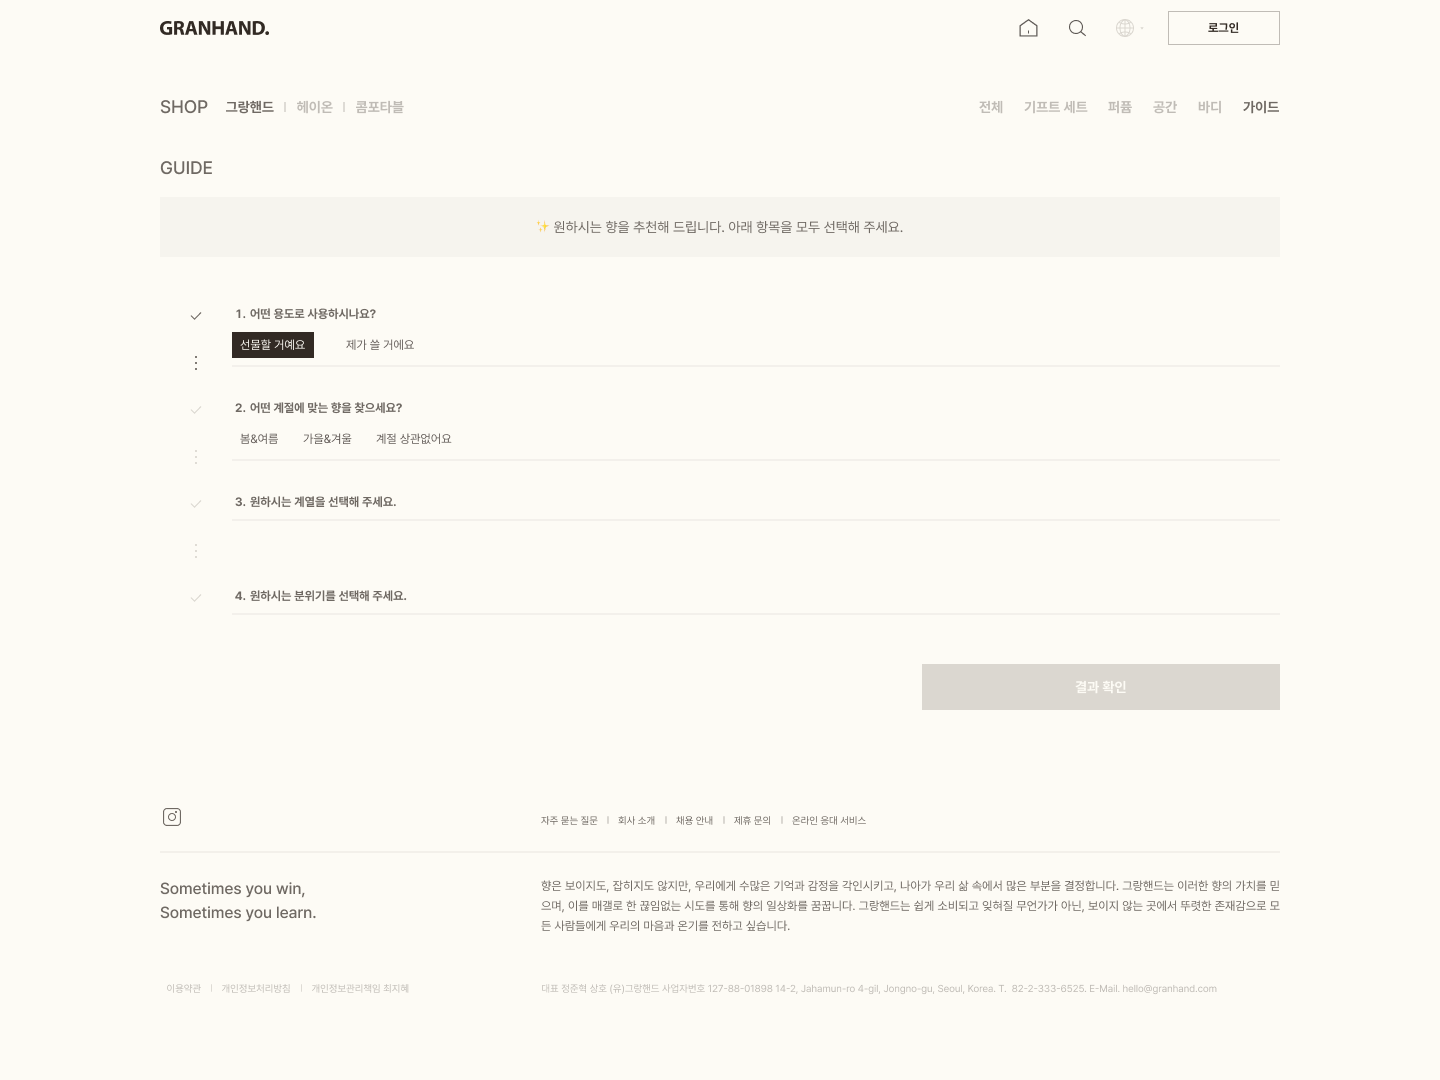 GRANHAND.
로그인
SHOP 그랑핸드 | 헤이온 | 콤포타블
전체 기프트 세트 퍼퓸 공간 바디 가이드
GUIDE
✨ 원하시는 향을 추천해 드립니다. 아래 항목을 모두 선택해 주세요.
1. 어떤 용도로 사용하시나요?
선물할 거예요 제가 쓸 거에요
2. 어떤 계절에 맞는 향을 찾으세요?
봄&여름 가을&겨울 계절 상관없어요
3. 원하시는 계열을 선택해 주세요.
4. 원하시는 분위기를 선택해 주세요.
결과 확인
자주 묻는 질문 | 회사 소개 | 채용 안내 | 제휴 문의 | 온라인 응대 서비스
Sometimes you win,
Sometimes you learn.
향은 보이지도, 잡히지도 않지만, 우리에게 수많은 기억과 감정을 각인시키고, 나아가 우리 삶 속에서 많은 부분을 결정합니다. 그랑핸드는 이러한 향의 가치를 믿
으며, 이를 매갤로 한 끊임없는 시도를 통해 향의 일상화를 꿈꿉니다. 그랑핸드는 쉽게 소비되고 잊혀질 무언가가 아닌, 보이지 않는 곳에서 뚜렷한 존재감으로 모
든 사람들에게 우리의 마음과 온기를 전하고 싶습니다.
이용약관 | 개인정보처리방침 | 개인정보관리책임 최지혜
대표 정준혁 상호 (유)그랑핸드 사업자번호 127-88-01898 14-2, Jahamun-ro 4-gil, Jongno-gu, Seoul, Korea. T. 82-2-333-6525. E-Mail. hello@granhand.com